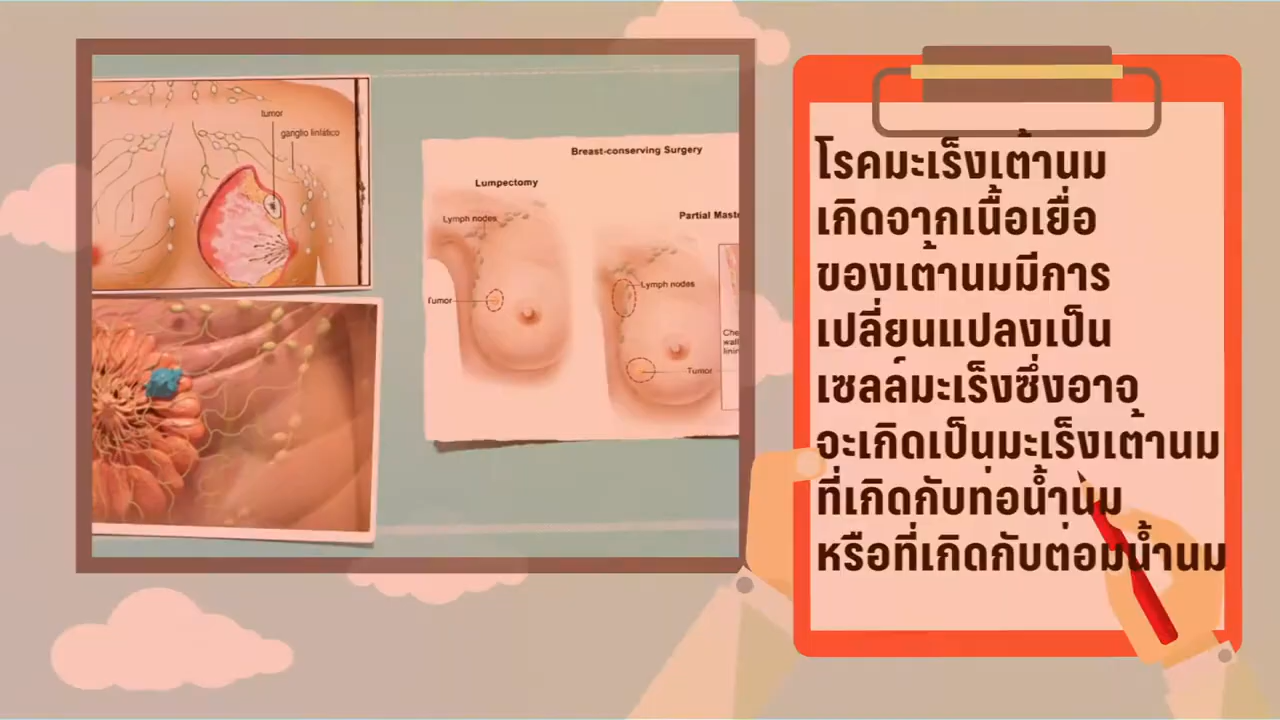 tumor
ganglio linfático
Breast-conserving Surgery
Lumpectomy
Lymph nodes
Partial
Tumor
Lymph nodes
Tumor
โรคมะเร็งเต้านม
เกิดจากเนื้อเยื่อ
ของเต้านมมีการ
เปลี่ยนแปลงเป็น
เซลล์มะเร็งซึ่งอาจ
จะเกิดเป็นมะเร็งเต้านม
ที่เกิดกับท่อน้ำนม
หรือที่เกิดกับต่อมน้ำนม